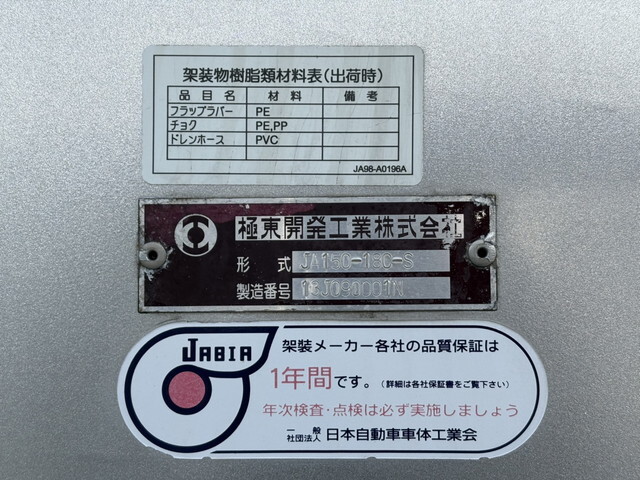 架装物樹脂類材料表(出荷時)
品目名 材料 備考
フラップラバー PE
チョク PE,PP
ドレンホース PVC
JA98-A0196A
極東開発工業株式会社
形式
製造番号
JABIA
架装メーカー各社の品質保証は
1年間です。(詳細は各社保証書をご覧下さい)
年次検査・点検は必ず実施しましょう
一般社団法人 日本自動車車体工業会